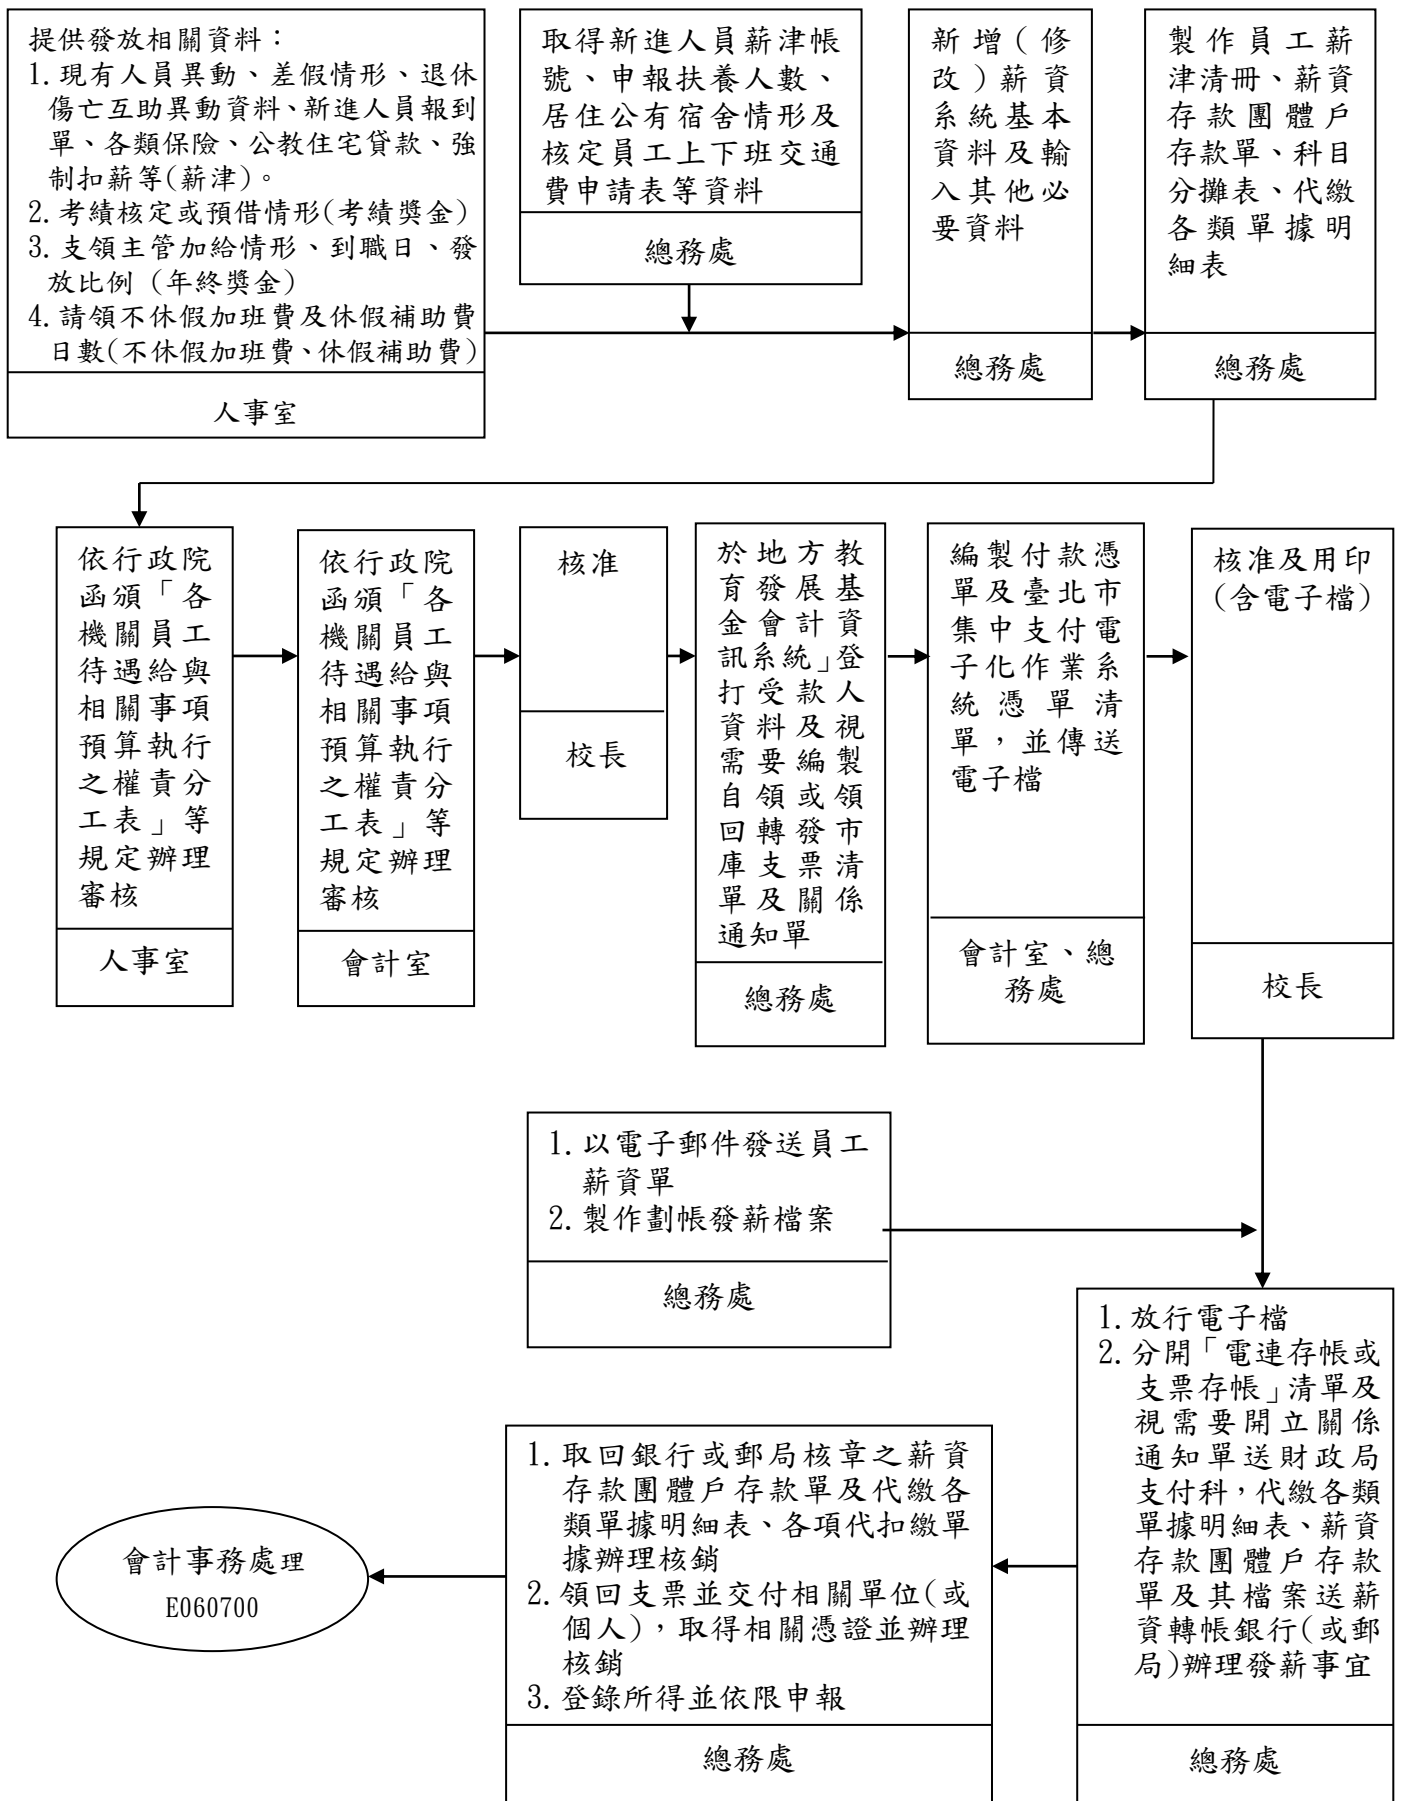 提供發放相關資料：
1.現有人員異動、差假情形、退休
傷亡互助異動資料、新進人員報到
單、各類保險、公教住宅貸款、強
制扣薪等(薪津)。
2.考績核定或預借情形(考績獎金)
3.支領主管加給情形、到職日、發
放比例（年終獎金)
4.請領不休假加班費及休假補助費
日數(不休假加班費、休假補助費)
人事室
取得新進人員薪津帳
號、申報扶養人數、
居住公有宿舍情形及
核定員工上下班交通
費申請表等資料
總務處
新增（修
改）薪資
系統基本
資料及輸
入其他必
要資料
總務處
製作員工薪
津清冊、薪資
存款團體戶
存款單、科目
分攤表、代繳
各類單據明
細表
總務處
依行政院
函頒「各
機關員工
待遇給與
相關事項
預算執行
之權責分
工表」等
規定辦理
審核
人事室
依行政院
函頒「各
機關員工
待遇給與
相關事項
預算執行
之權責分
工表」等
規定辦理
審核
會計室
核准
校長
於地方教
育發展基
金會計資
訊系統」登
打受款人
資料及視
需要編製
自領或領
回轉發市
庫支票清
單及關係
通知單
總務處
編製付款憑
單及臺北市
集中支付電
子化作業系
統憑單清
單，並傳送
電子檔
會計室、總
務處
核准及用印
(含電子檔)
校長
1.以電子郵件發送員工
薪資單
2.製作劃帳發薪檔案
總務處
1.放行電子檔
2.分開「電連存帳或
支票存帳」清單及
視需要開立關係
通知單送財政局
支付科，代繳各類
單據明細表、薪資
存款團體戶存款
單及其檔案送薪
資轉帳銀行(或郵
局)辦理發薪事宜
總務處
1.取回銀行或郵局核章之薪資
存款團體戶存款單及代繳各
類單據明細表、各項代扣繳單
據辦理核銷
2.領回支票並交付相關單位(或
個人)，取得相關憑證並辦理
核銷
3.登錄所得並依限申報
總務處
會計事務處理
E060700